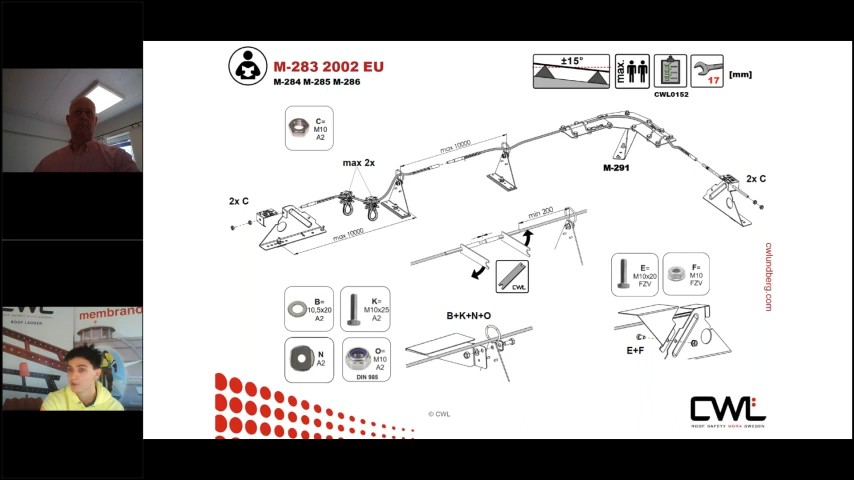 M-283 2002 EU
M-284 M-285 M-286
±15°
max.
17
[mm]
CWL0152
C=
M10
A2
max 10000
M-291
max 2x
2x C
2x C
max 10000
min 200
CWL
B=
10,5x20
A2
K=
M10x25
A2
N
A2
O=
M10
A2
DIN 985
B+K+N+O
E=
M10x20
FZV
F=
M10
FZV
E+F
cwlundberg.com
© CWL
CWL
ROOF SAFETY BORN SWEDEN
CWL
ROOF LADDER
membrane